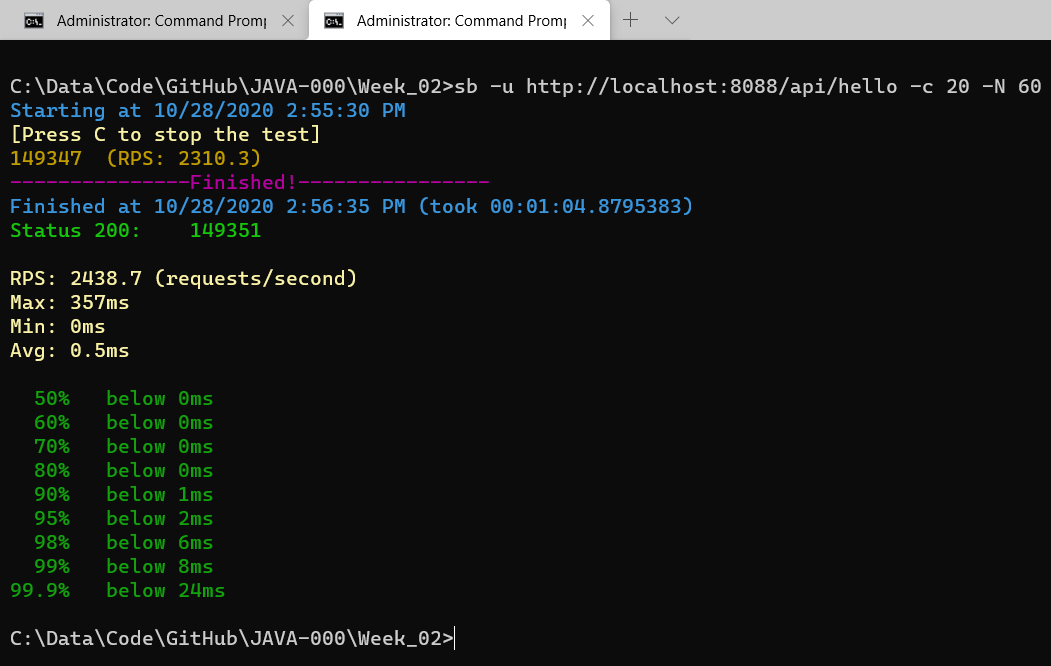 Administrator: Command Promp
Administrator: Command Promp
C:\Data\Code\GitHub\JAVA-000\Week_02>sb -u http://localhost:8088/api/hello -c 20 -N 60
Starting at 10/28/2020 2:55:30 PM
[Press C to stop the test]
149347  (RPS: 2310.3)
---------------Finished!----------------
Finished at 10/28/2020 2:56:35 PM (took 00:01:04.8795383)
Status 200:    149351
RPS: 2438.7 (requests/second)
Max: 357ms
Min: 0ms
Avg: 0.5ms
50%   below 0ms
60%   below 0ms
70%   below 0ms
80%   below 0ms
90%   below 1ms
95%   below 2ms
98%   below 6ms
99%   below 8ms
99.9%   below 24ms
C:\Data\Code\GitHub\JAVA-000\Week_02>